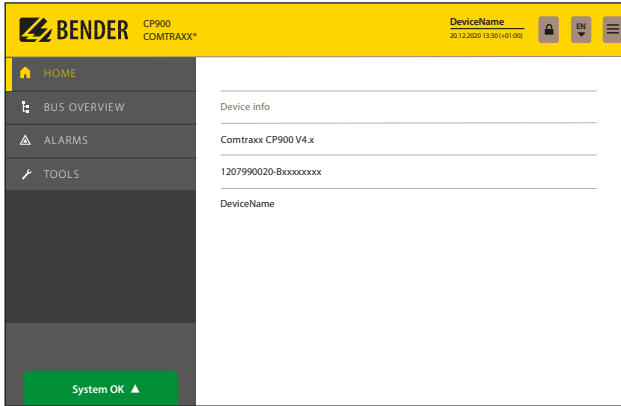 BENDER
CP900
COMTRAXX®
DeviceName
20.12.2020 13:30 (+01:00)
EN
HOME
BUS OVERVIEW
ALARMS
TOOLS
Device info
Comtraxx CP900 V4.x
1207990020-Bxxxxxxxx
DeviceName
System OK ▲